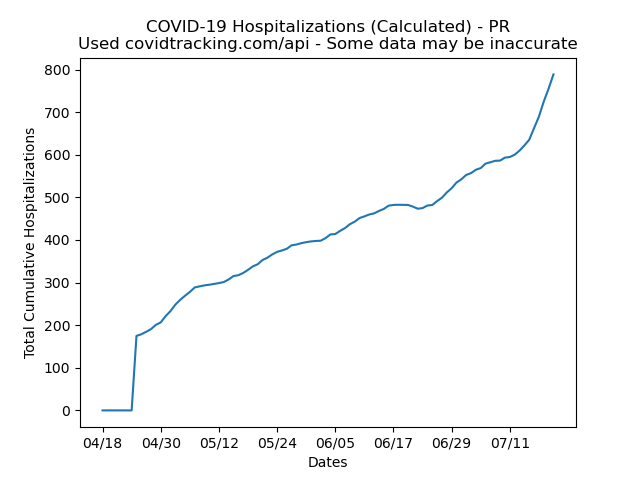 COVID-19 Hospitalizations (Calculated) - PR
Used covidtracking.com/api - Some data may be inaccurate
800
700
600
500
400
300
200
100
0
Total Cumulative Hospitalizations
04/18 04/30 05/12 05/24 06/05 06/17 06/29 07/11
Dates